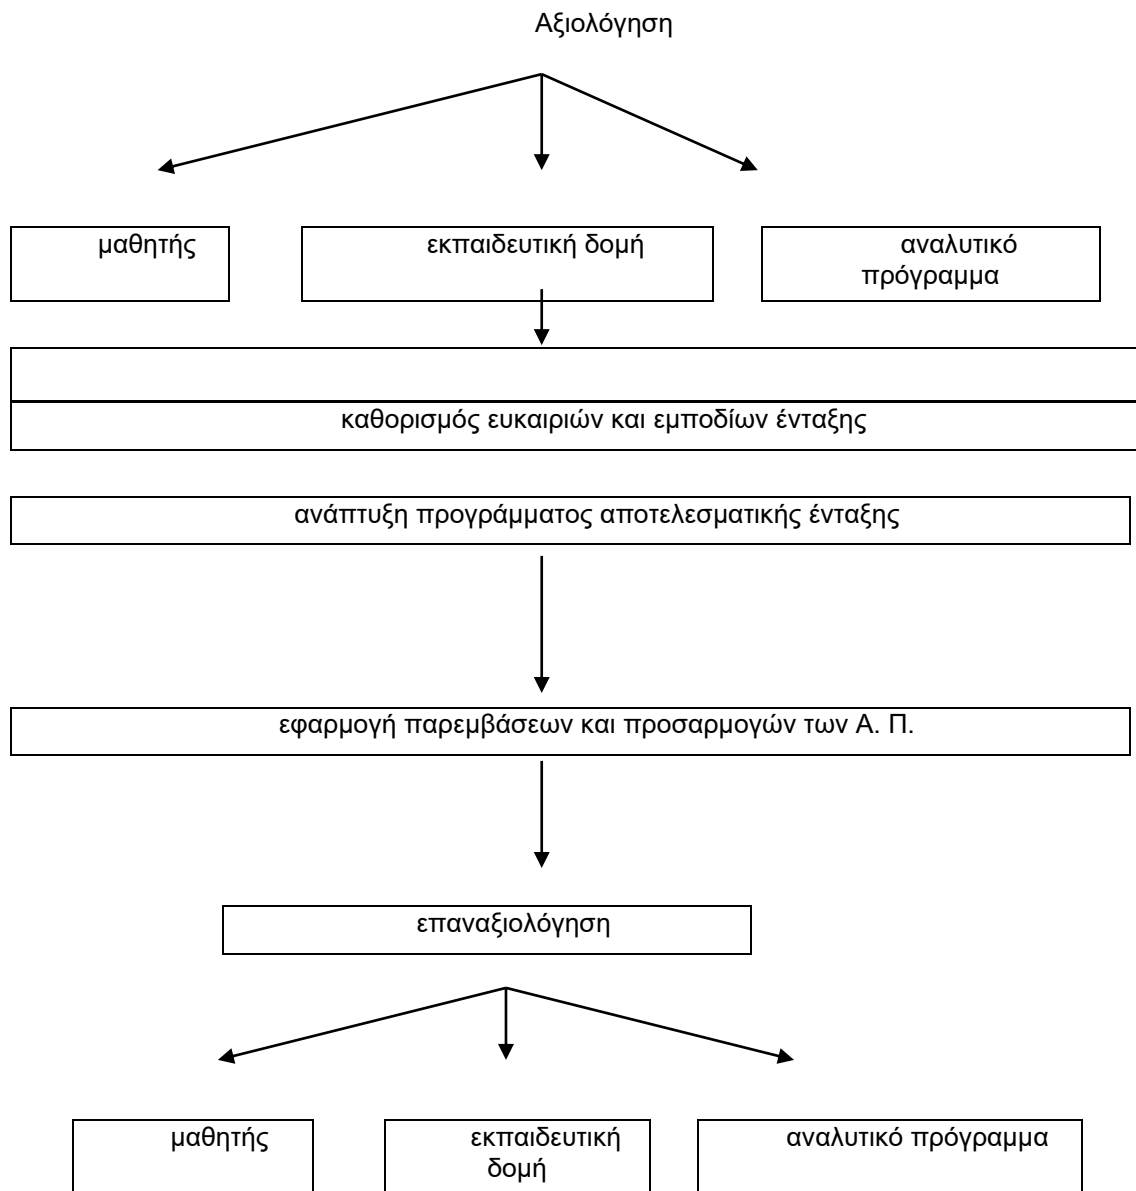 Αξιολόγηση
μαθητής
εκπαιδευτική δομή
αναλυτικό
πρόγραμμα
καθορισμός ευκαιριών και εμποδίων ένταξης
ανάπτυξη προγράμματος αποτελεσματικής ένταξης
εφαρμογή παρεμβάσεων και προσαρμογών των Α. Π.
επαναξιολόγηση
μαθητής
εκπαιδευτική
δομή
αναλυτικό πρόγραμμα